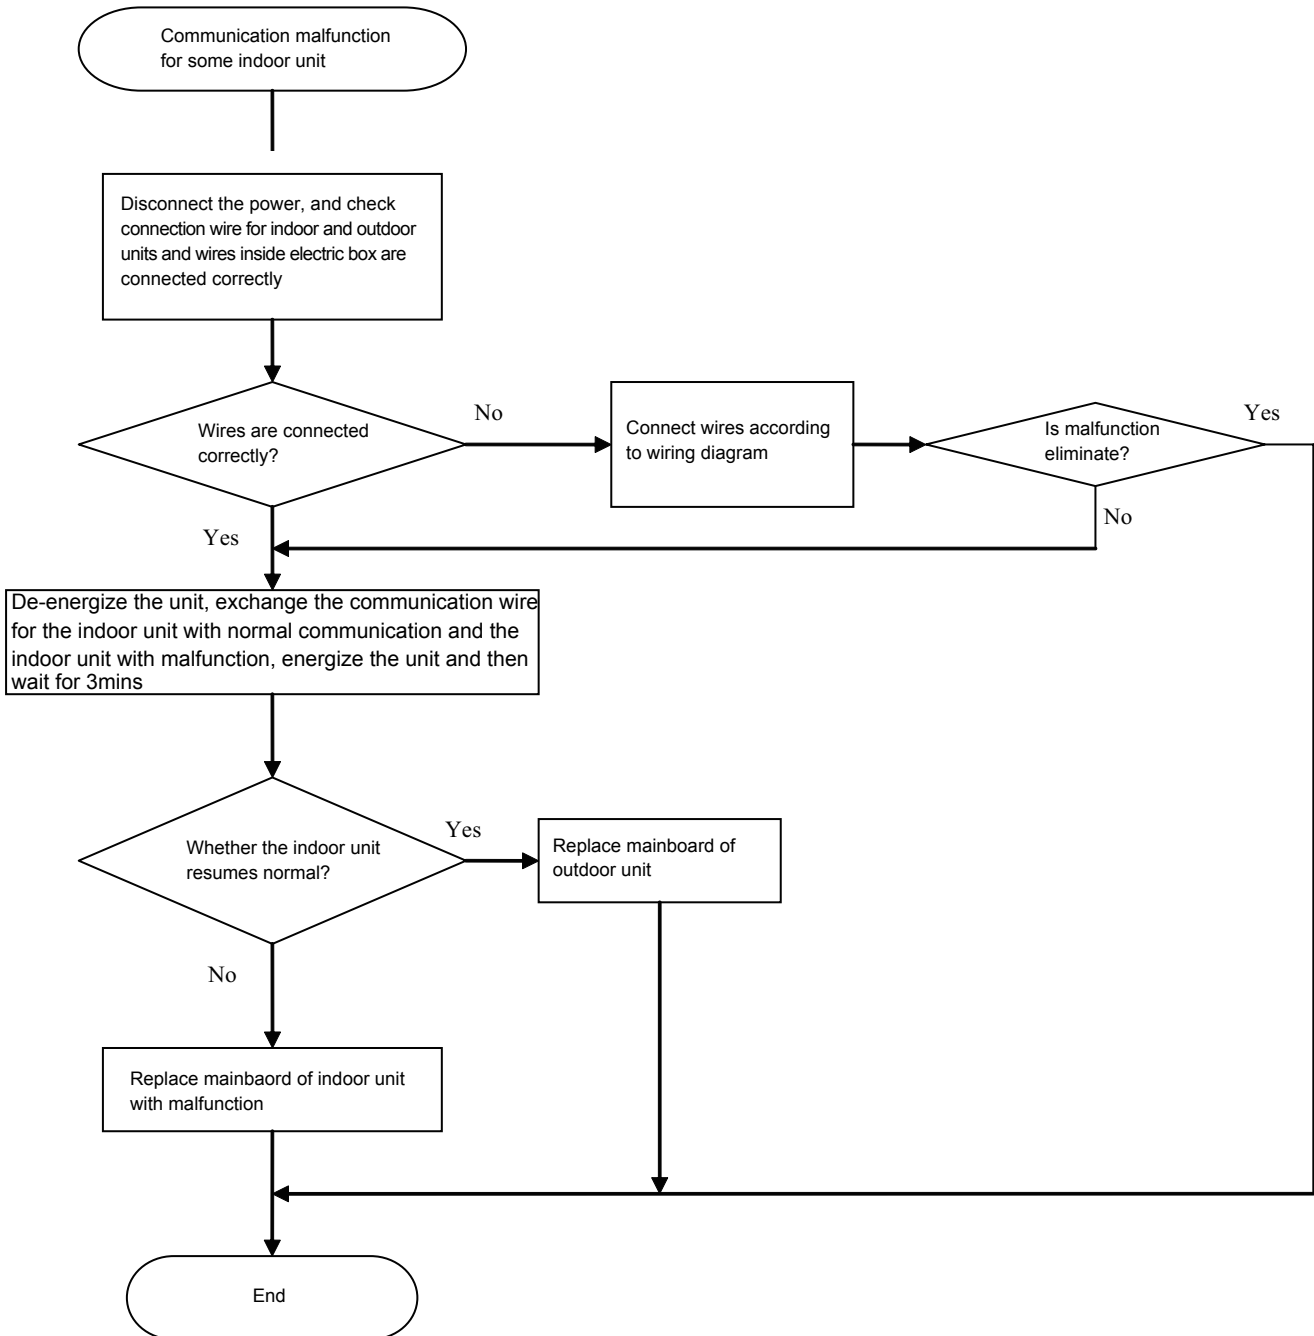 Communication malfunction
for some indoor unit
Disconnect the power, and check
connection wire for indoor and outdoor
units and wires inside electric box are
connected correctly
Wires are connected
correctly?
No
Connect wires according
to wiring diagram
Is malfunction
eliminate?
Yes
No
Yes
De-energize the unit, exchange the communication wire
for the indoor unit with normal communication and the
indoor unit with malfunction, energize the unit and then
wait for 3mins
Whether the indoor unit
resumes normal?
Yes
Replace mainboard of
outdoor unit
No
Replace mainbaord of indoor unit
with malfunction
End